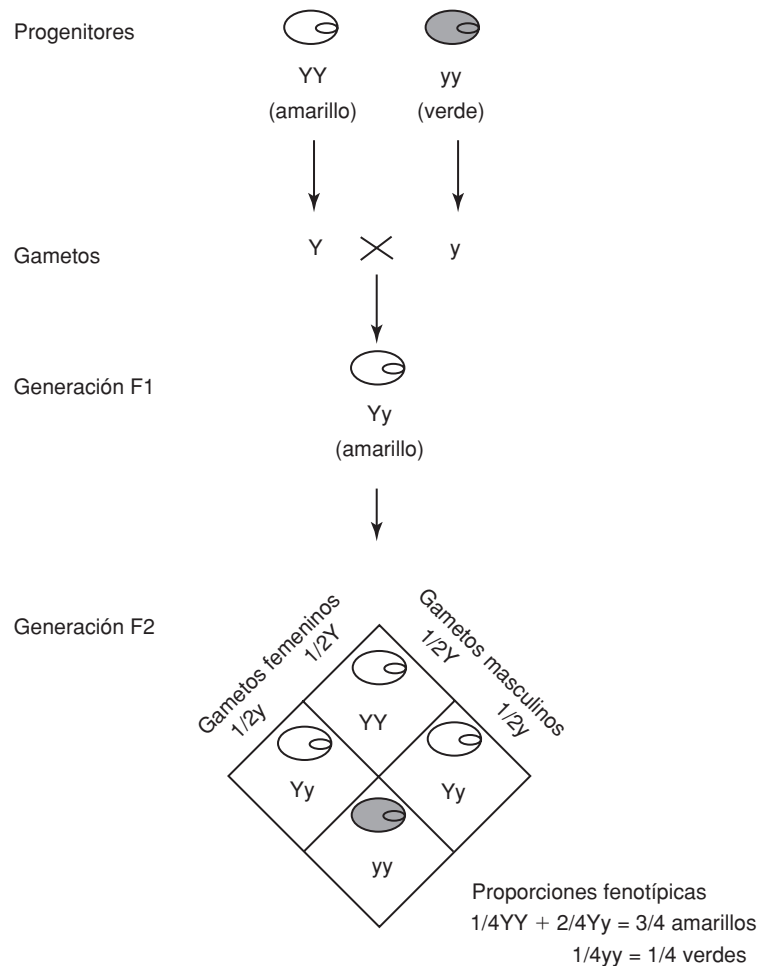 Progenitores
YY
yy
(amarillo)
(verde)
Gametos
Y
y
Generación F1
Yy
(amarillo)
Generación F2
Gametos femeninos
1/2Y
1/2y
Gametos masculinos
1/2Y
1/2y
YY
Yy
Yy
yy
Proporciones fenotípicas
1/4YY + 2/4Yy = 3/4 amarillos
1/4yy = 1/4 verdes